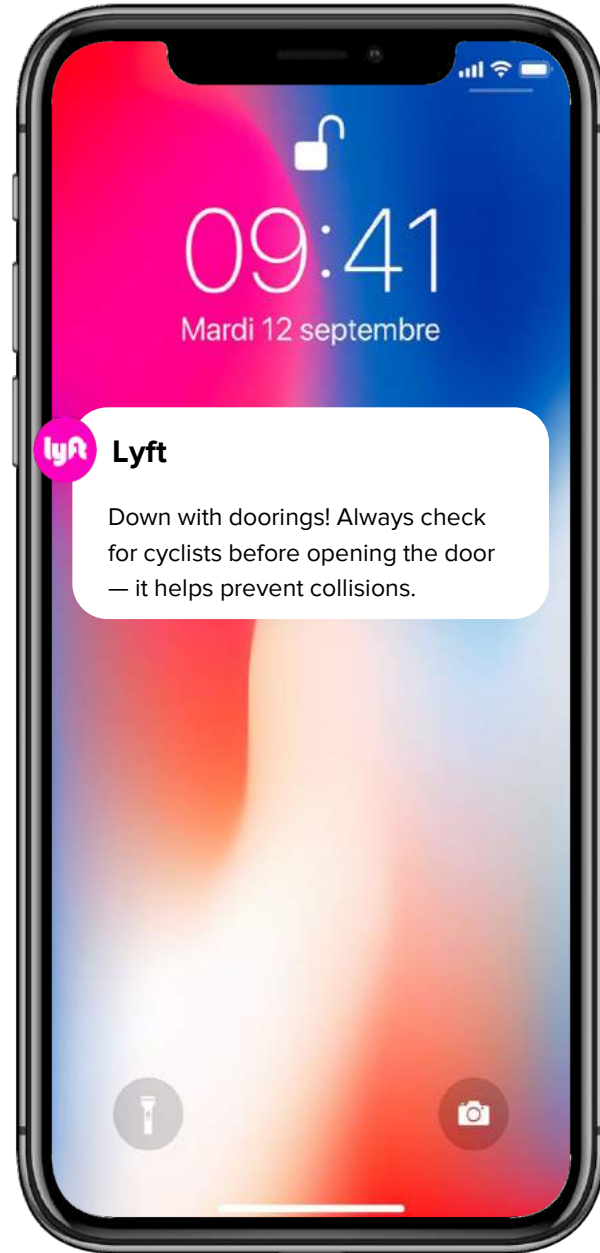 09:41
Mardi 12 septembre
lyft
Lyft
Down with doorings! Always check
for cyclists before opening the door
— it helps prevent collisions.